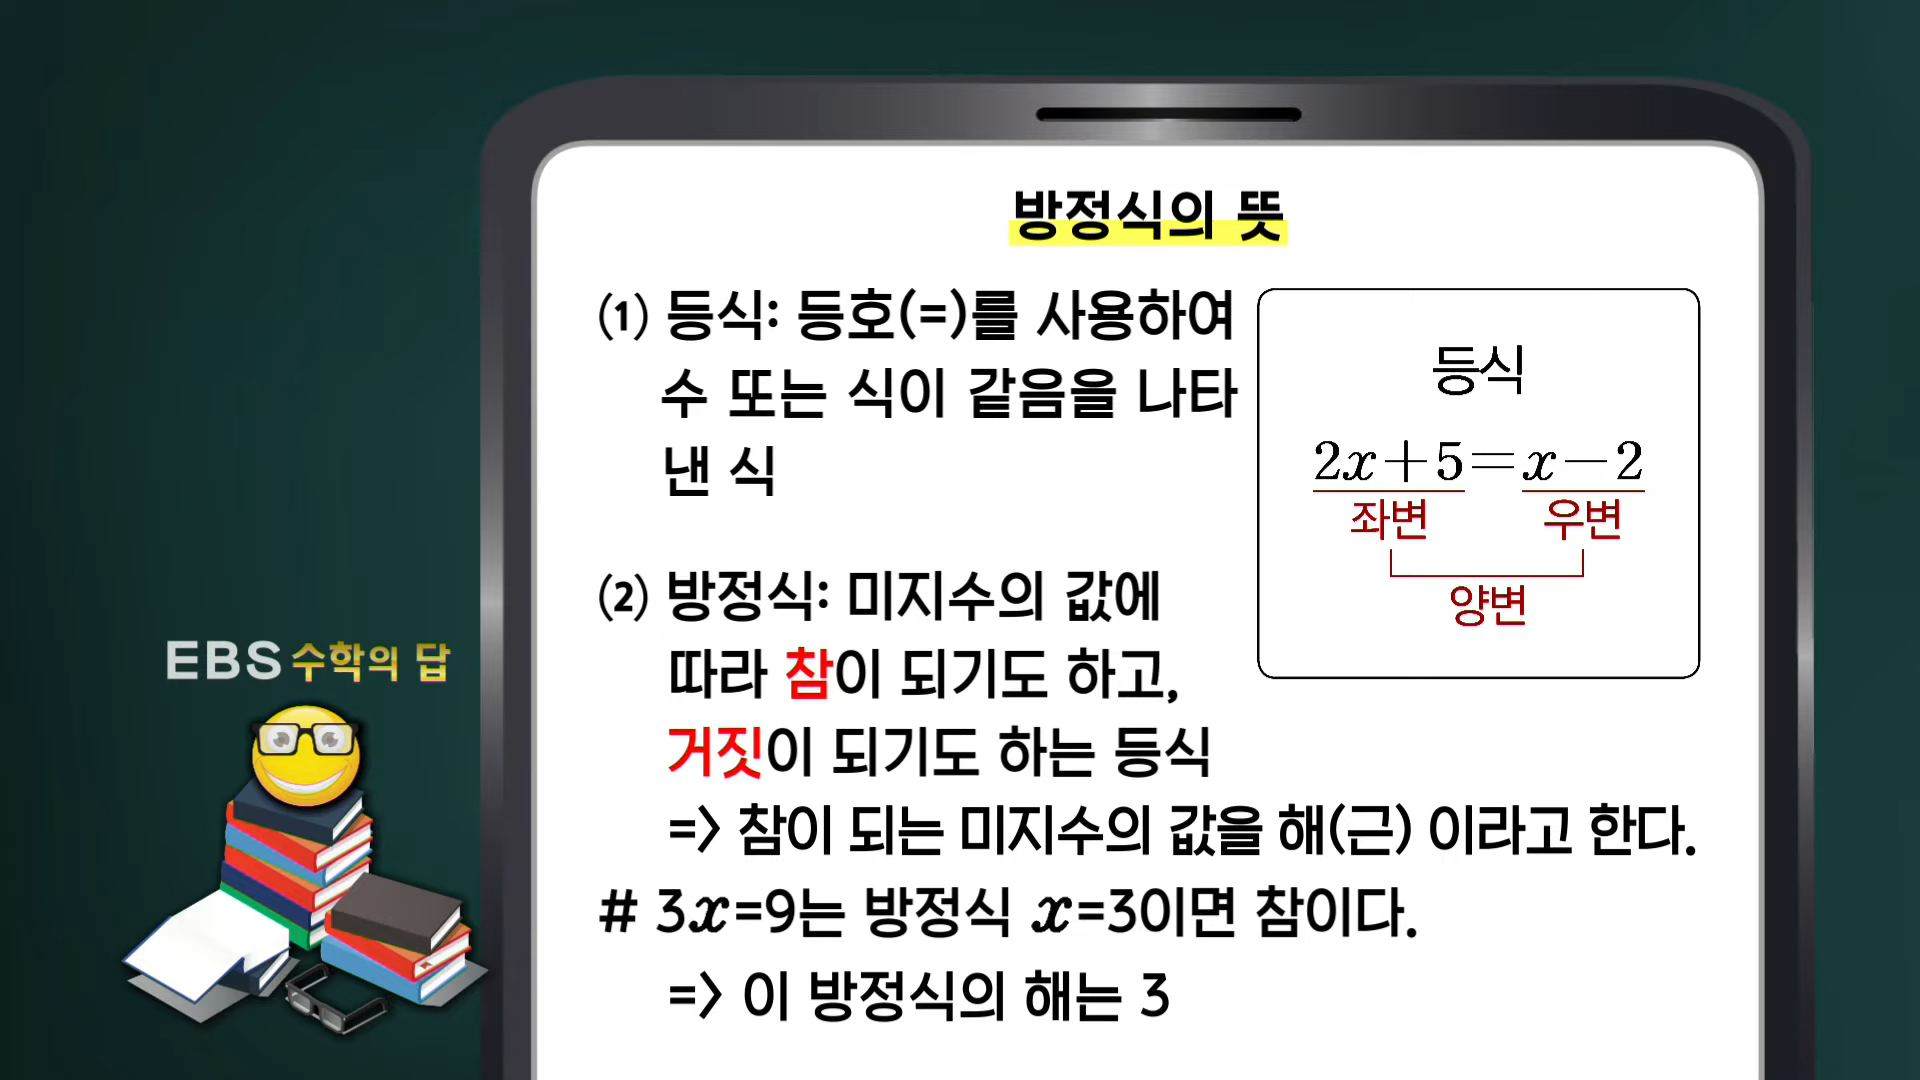 방정식의 뜻
(1) 등식: 등호(=)를 사용하여
수 또는 식이 같음을 나타
낸 식
등식
2x+5=x-2
좌변 우변
양변
(2) 방정식: 미지수의 값에
따라 참이 되기도 하고,
거짓이 되기도 하는 등식
=> 참이 되는 미지수의 값을 해(근) 이라고 한다.
# 3x=9는 방정식 x=3이면 참이다.
=> 이 방정식의 해는 3
EBS 수학의 답